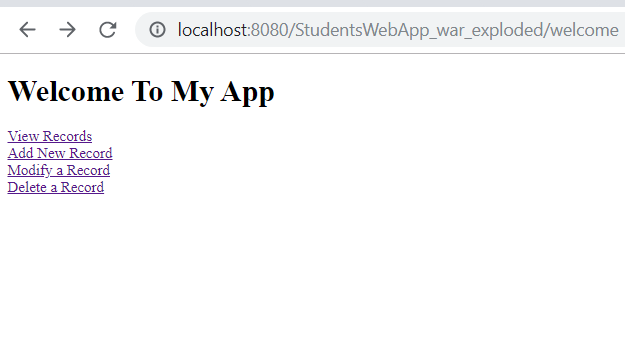 localhost:8080/StudentsWebApp_war_exploded/welcome
Welcome To My App
View Records
Add New Record
Modify a Record
Delete a Record